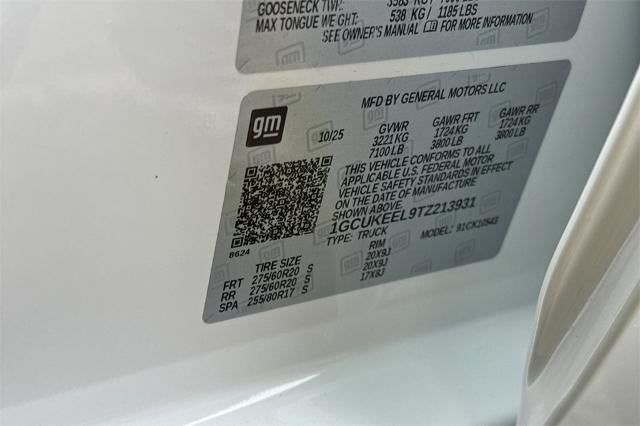 GOOSENECK TWR:
MAX TONGUE WEIGHT: 538 KG / 1185 LBS
SEE OWNER'S MANUAL FOR MORE INFORMATION
gm
MFD BY GENERAL MOTORS LLC
10/25 GVWR GAWR FRT GAWR RR
3221 KG 1724 KG 1724 KG
7100 LB 3800 LB 3800 LB
THIS VEHICLE CONFORMS TO ALL
APPLICABLE U.S. FEDERAL MOTOR
VEHICLE SAFETY STANDARDS IN EFFECT
ON THE DATE OF MANUFACTURE
SHOWN ABOVE.
1GCUKEEL9TZ213931
TYPE: TRUCK MODEL: 91CK10543
8624
TIRE SIZE RIM
FRT 275/60R20 S 20X9J
RR 275/60R20 S 20X9J
SPA 255/80R17 S 17X8J